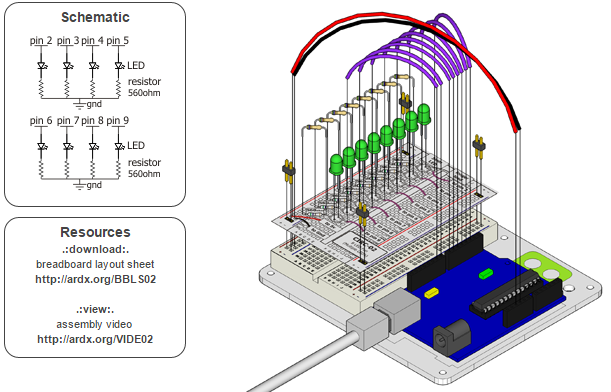 Schematic
pin 2 pin 3 pin 4 pin 5
LED
resistor
560ohm
gnd
pin 6 pin 7 pin 8 pin 9
LED
resistor
560ohm
gnd
Resources
.:download:.
breadboard layout sheet
http://ardx.org/BBLS02
.:view:.
assembly video
http://ardx.org/VIDE02